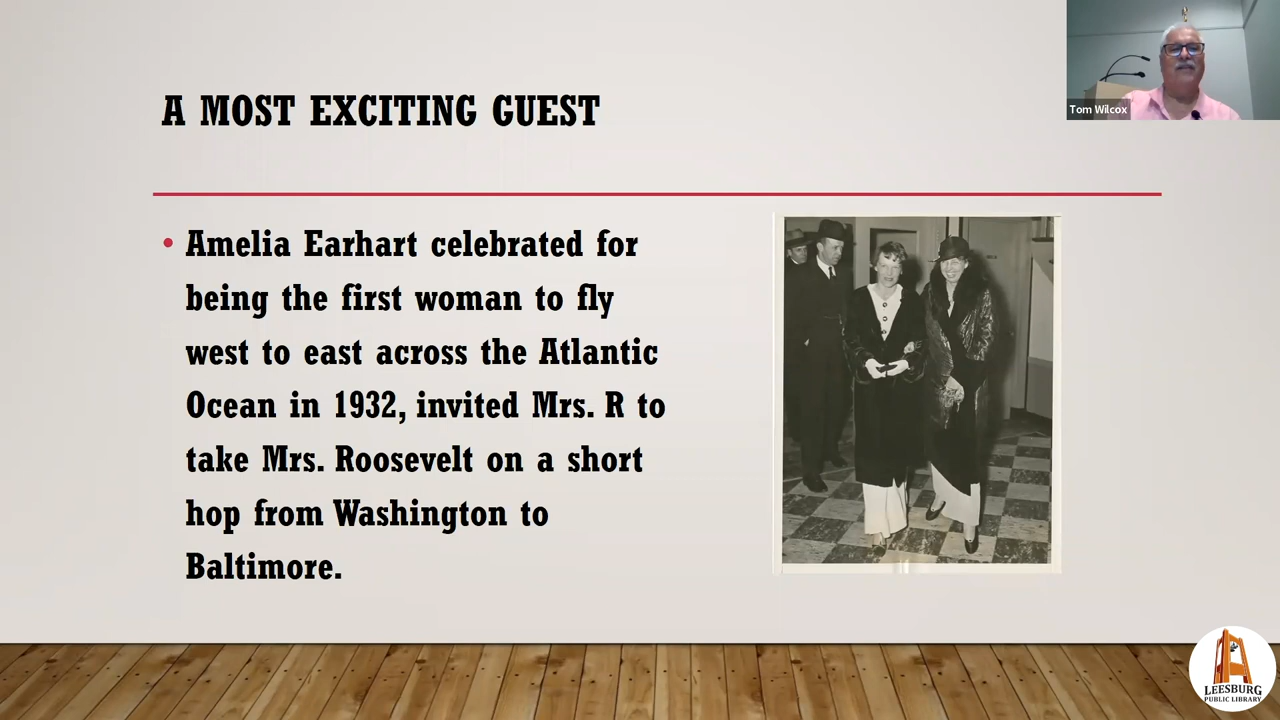 A MOST EXCITING GUEST
Tom Wilcox
• Amelia Earhart celebrated for
being the first woman to fly
west to east across the Atlantic
Ocean in 1932, invited Mrs. R to
take Mrs. Roosevelt on a short
hop from Washington to
Baltimore.
LEESBURG
PUBLIC LIBRARY